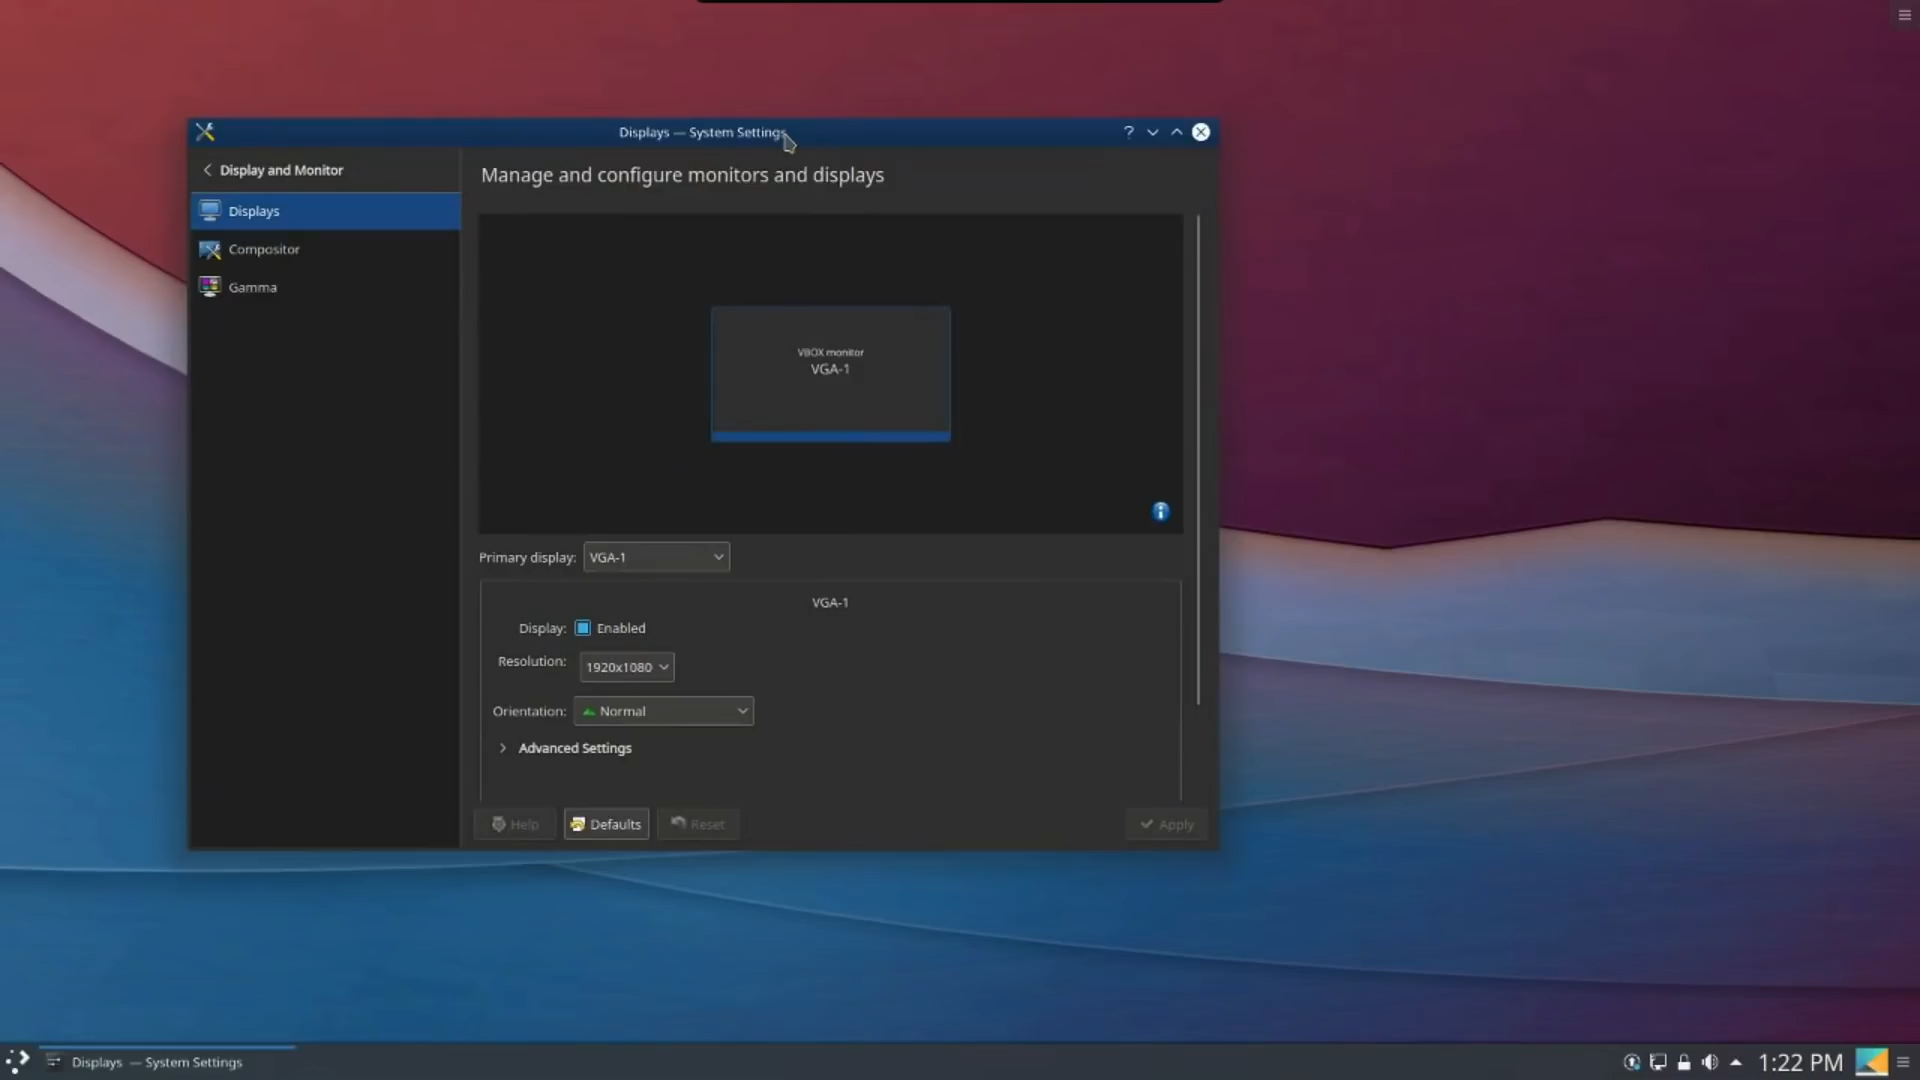 Displays — System Settings
?
Display and Monitor
Displays
Compositor
Gamma
Manage and configure monitors and displays
VBOX monitor
VGA-1
Primary display: VGA-1
VGA-1
Display: Enabled
Resolution: 1920x1080
Orientation: Normal
Advanced Settings
Help Defaults Reset Apply
Displays — System Settings 1:22 PM